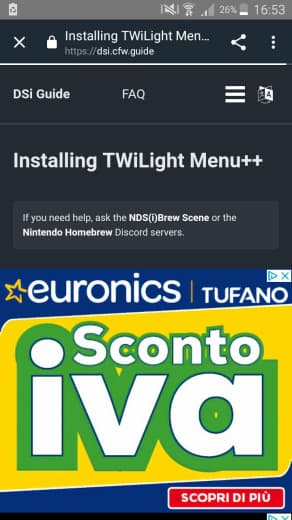 26% 16:53
Installing TWiLight Men...
https://dsi.cfw.guide
DSi Guide FAQ
Installing TWiLight Menu++
If you need help, ask the NDS(i)Brew Scene or the
Nintendo Homebrew Discord servers.
euronics | TUFANO
Sconto
iva
SCOPRI DI PIÙ